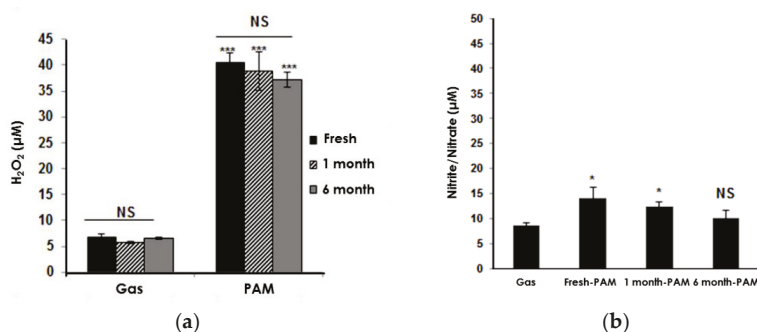 NS
***
***
***
NS
H₂O₂ (µM)
45
40
35
30
25
20
15
10
5
0
Fresh
1 month
6 month
Gas
PAM
(a)
Nitrite/Nitrate (µM)
50
45
40
35
30
25
20
15
10
5
0
*
*
NS
Gas
Fresh-PAM
1 month-PAM
6 month-PAM
(b)